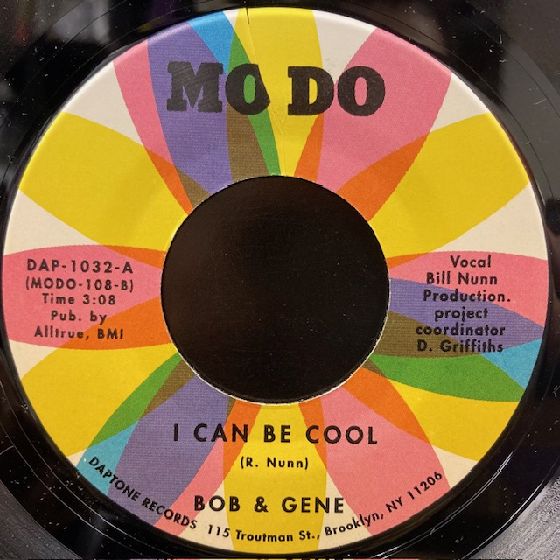 MO DO
DAP-1032-A
(MODO-108-B)
Time 3:08
Pub. by
Alltrue, BMI
Vocal
Bill Nunn
Production.
project
coordinator
D. Griffiths
I CAN BE COOL
(R. Nunn)
BOB & GENE
DAPTONE RECORDS 115 Troutman St., Brooklyn, NY 11206